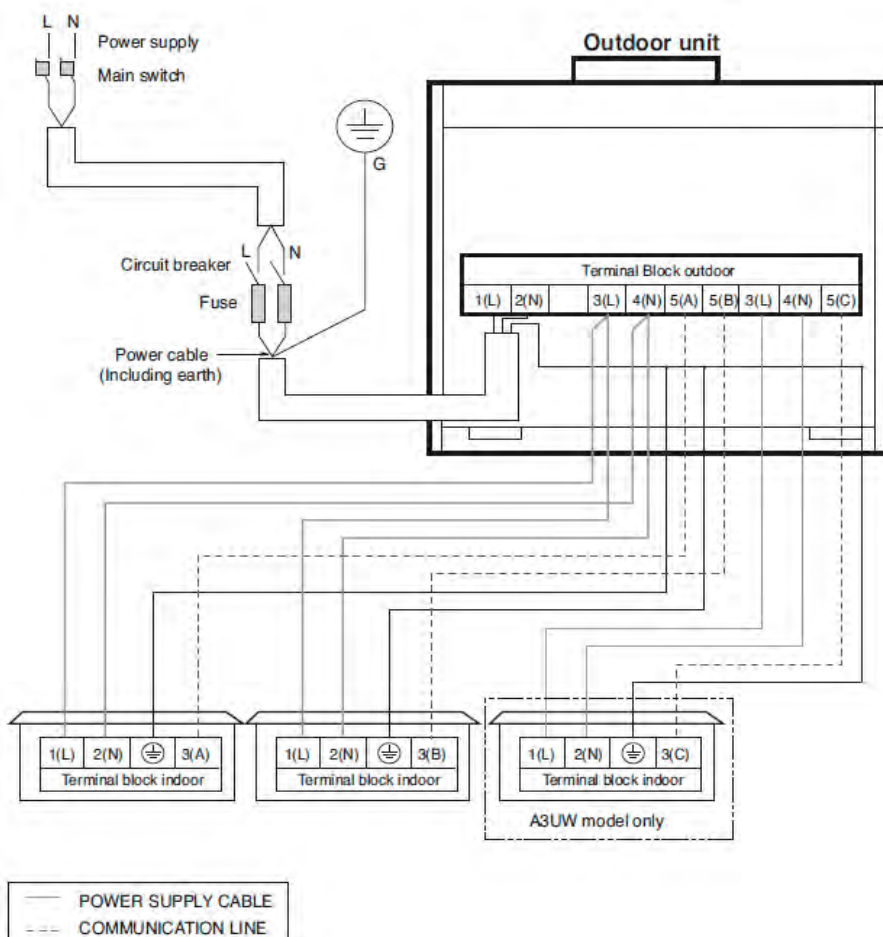 L N
Power supply
Main switch
Outdoor unit
G
L N
Circuit breaker
Fuse
Power cable
(Including earth)
Terminal Block outdoor
1(L) 2(N) 3(L) 4(N) 5(A) 5(B) 3(L) 4(N) 5(C)
1(L) 2(N) 3(A)
Terminal block indoor
1(L) 2(N) 3(B)
Terminal block indoor
1(L) 2(N) 3(C)
Terminal block indoor
A3UW model only
POWER SUPPLY CABLE
COMMUNICATION LINE